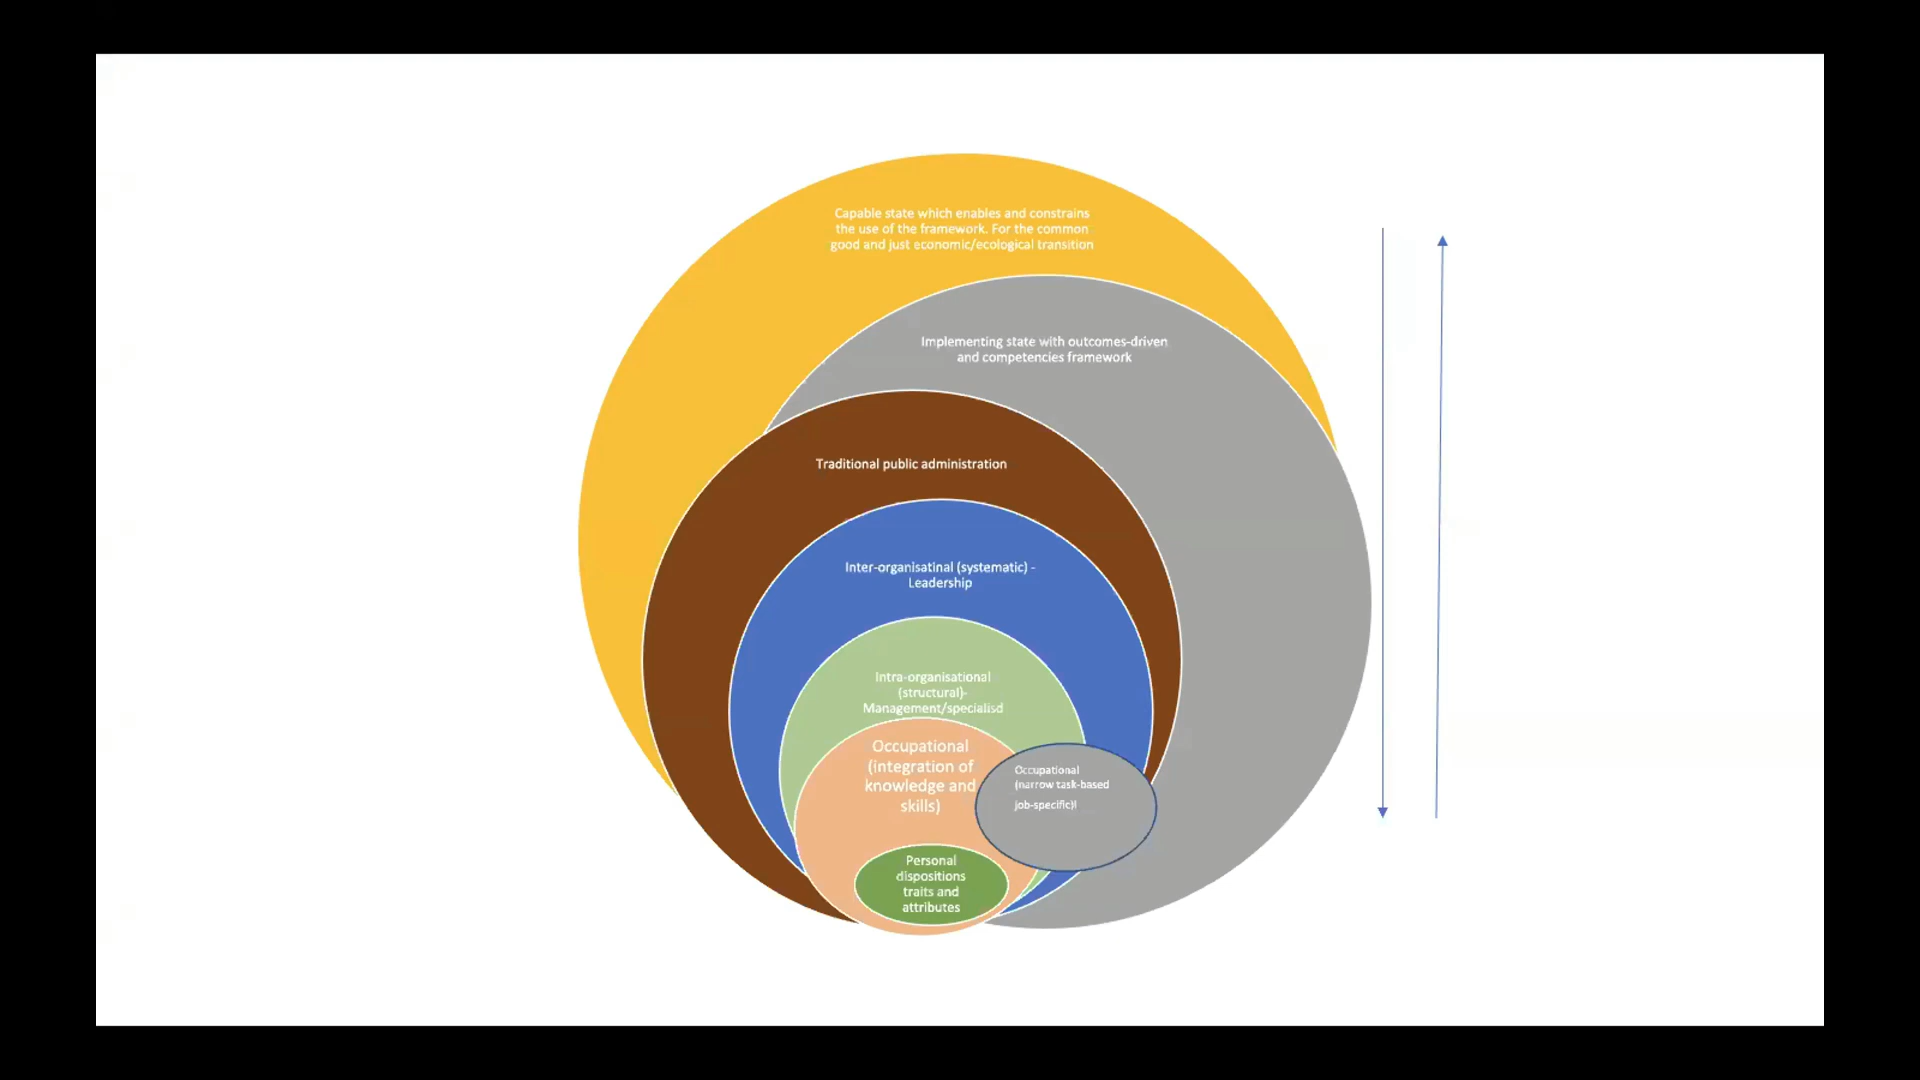 Capable state which enables and constrains
the use of the framework. For the common
good and just economic/ecological transition
Implementing state with outcomes-driven
and competencies framework
Traditional public administration
Inter-organisatinal (systematic) -
Leadership
Intra-organisational
(structural)-
Management/specialisd
Occupational
(integration of
knowledge and
skills)
Occupational
(narrow task-based
job-specific)l
Personal
dispositions
traits and
attributes